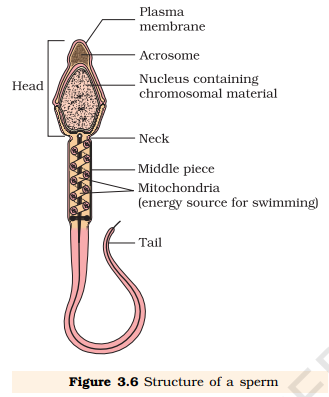 Plasma
membrane
Acrosome
Head
Nucleus containing
chromosomal material
Neck
Middle piece
Mitochondria
(energy source for swimming)
Tail
Figure 3.6 Structure of a sperm